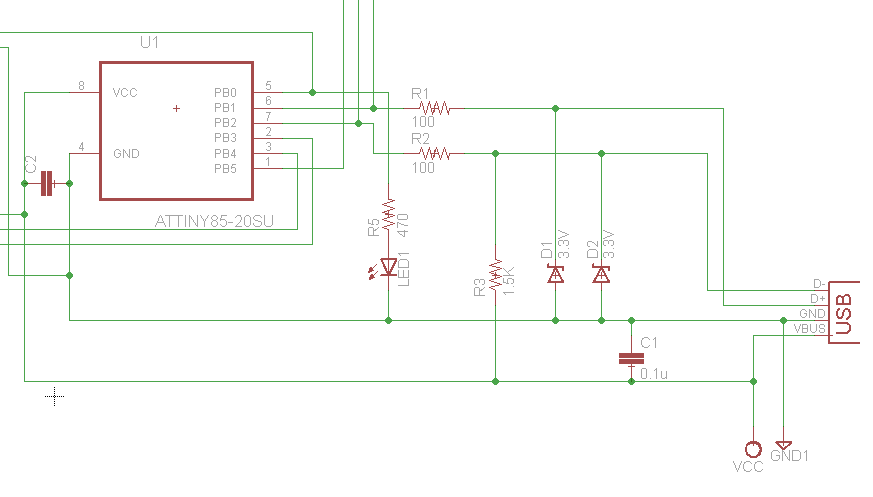 U1
8
VCC
PB0
5
PB1
6
PB2
7
PB3
2
4
GND
PB4
3
PB5
1
C2
ATTINY85-20SU
R1
100
R2
100
R5
470
LED1
R3
1.5K
D1
3.3V
D2
3.3V
D-
D+
GND
VBUS
USB
C1
0.1u
VCC
GND1